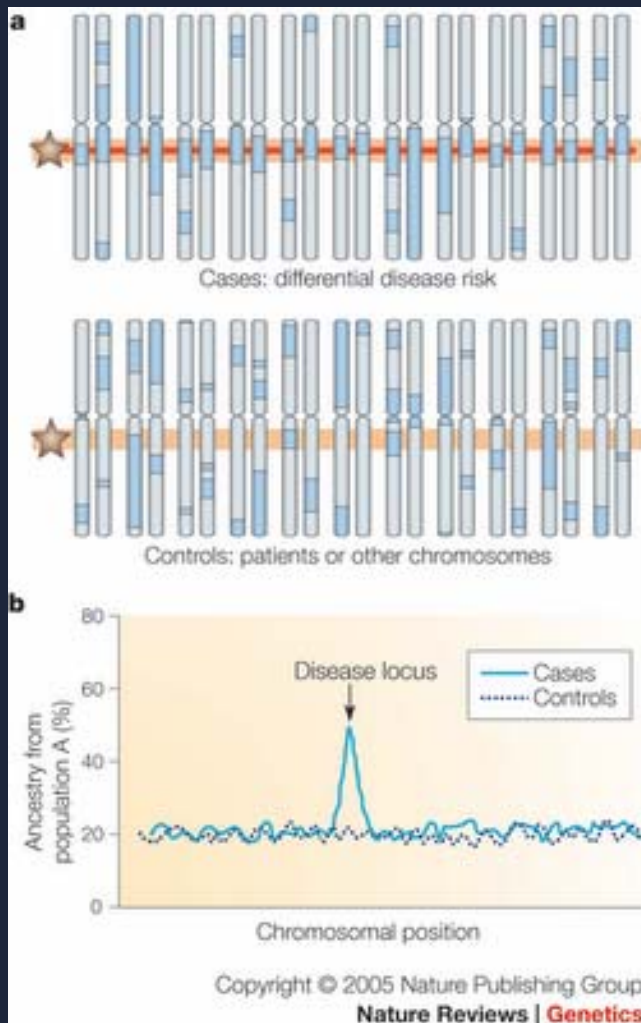 a
Cases: differential disease risk
Controls: patients or other chromosomes
b
80
60
40
20
0
Ancestry from
population A (%)
Disease locus
Cases
Controls
Chromosomal position
Copyright © 2005 Nature Publishing Group
Nature Reviews | Genetics